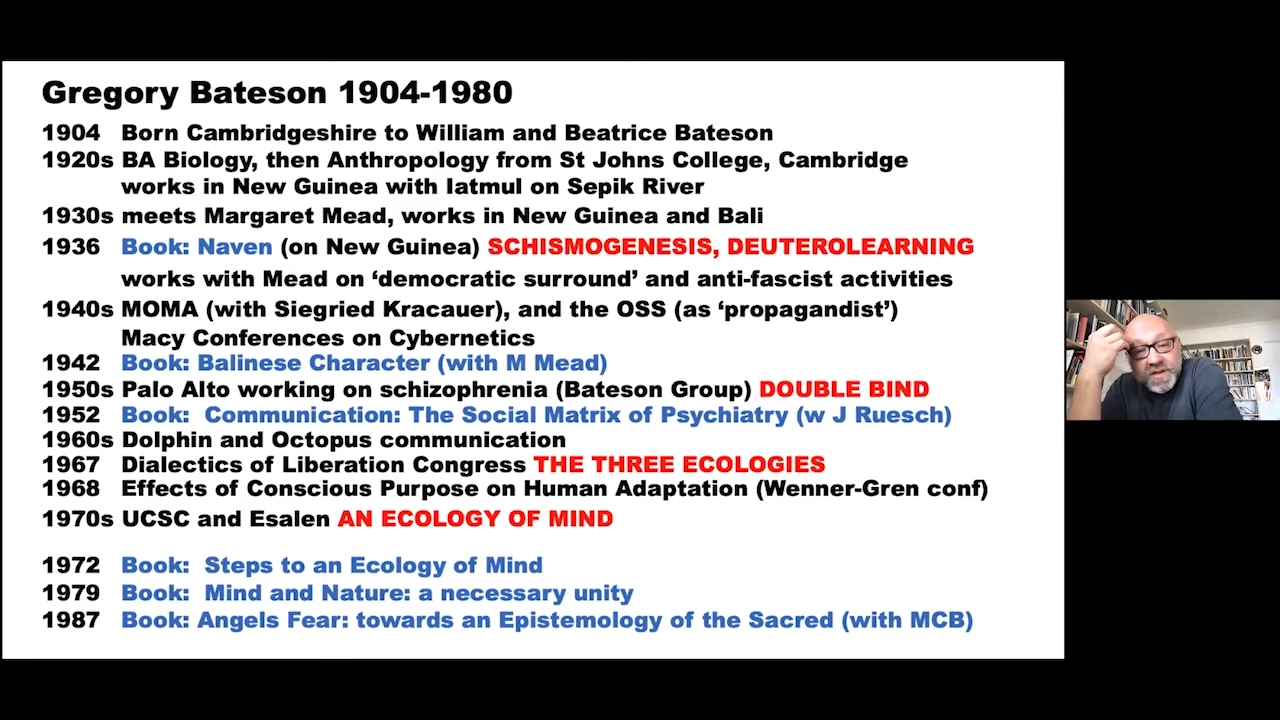 Gregory Bateson 1904-1980
1904 Born Cambridgeshire to William and Beatrice Bateson
1920s BA Biology, then Anthropology from St Johns College, Cambridge
works in New Guinea with Iatmul on Sepik River
1930s meets Margaret Mead, works in New Guinea and Bali
1936 Book: Naven (on New Guinea) SCHISMOGENESIS, DEUTEROLEARNING
works with Mead on ‘democratic surround’ and anti-fascist activities
1940s MOMA (with Siegried Kracauer), and the OSS (as ‘propagandist’)
Macy Conferences on Cybernetics
1942 Book: Balinese Character (with M Mead)
1950s Palo Alto working on schizophrenia (Bateson Group) DOUBLE BIND
1952 Book: Communication: The Social Matrix of Psychiatry (w J Ruesch)
1960s Dolphin and Octopus communication
1967 Dialectics of Liberation Congress THE THREE ECOLOGIES
1968 Effects of Conscious Purpose on Human Adaptation (Wenner-Gren conf)
1970s UCSC and Esalen AN ECOLOGY OF MIND
1972 Book: Steps to an Ecology of Mind
1979 Book: Mind and Nature: a necessary unity
1987 Book: Angels Fear: towards an Epistemology of the Sacred (with MCB)